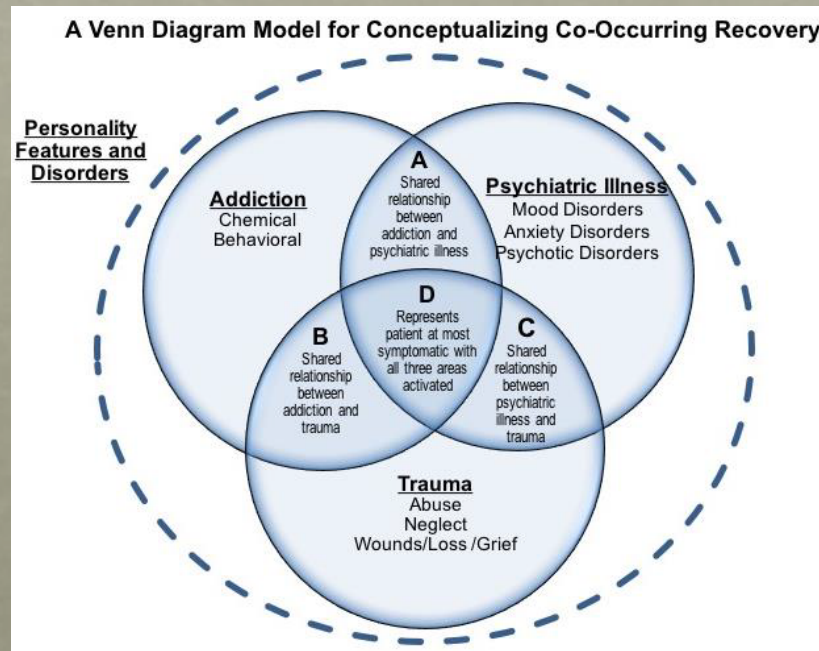 A Venn Diagram Model for Conceptualizing Co-Occurring Recovery
Personality
Features and
Disorders
Addiction
Chemical
Behavioral
A
Shared
relationship
between
addiction and
psychiatric illness
Psychiatric Illness
Mood Disorders
Anxiety Disorders
Psychotic Disorders
B
Shared
relationship
between
addiction and
trauma
D
Represents
patient at most
symptomatic with
all three areas
activated
C
Shared
relationship
between
psychiatric
illness and
trauma
Trauma
Abuse
Neglect
Wounds/Loss /Grief